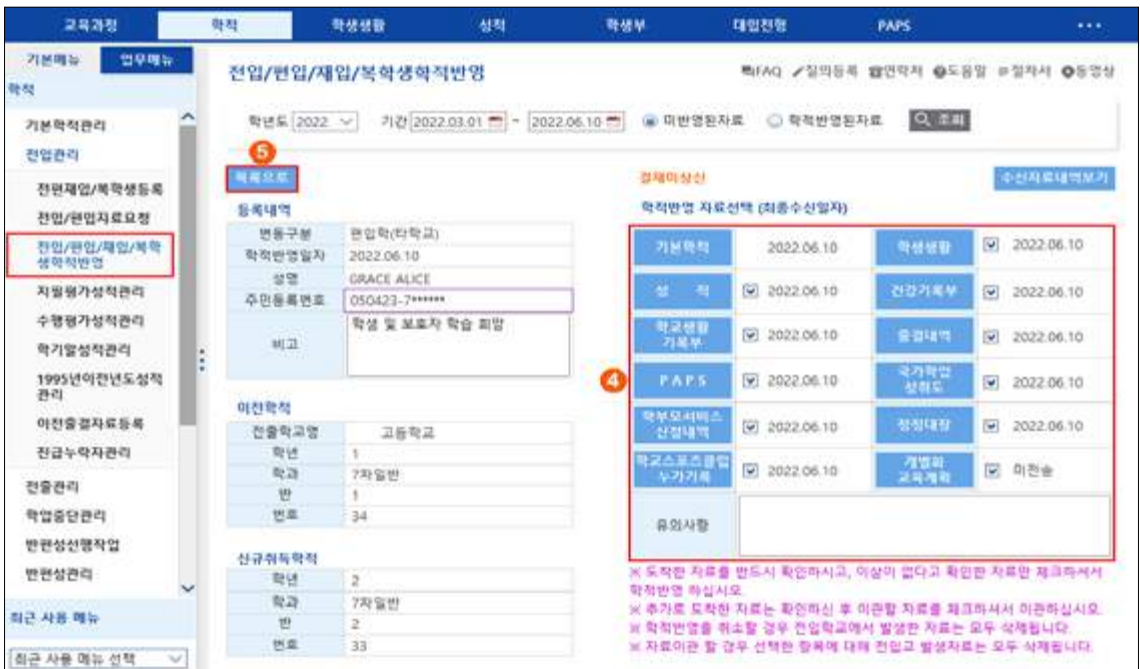 교육과정 학적 학생생활 성적 학생부 대입전형 PAPS ...
기본메뉴 업무메뉴
학적
기본학적관리
전입관리
전편재입/복학생등록
전입/편입자료요청
전입/편입/재입/복학
생학적반영
지필평가성적관리
수행평가성적관리
학기말성적관리
1995년이전년도성적
관리
이전출결자료등록
진급누락자관리
전출관리
학업중단관리
반편성선행작업
반편성관리
최근 사용 메뉴
최근 사용 메뉴 선택
전입/편입/재입/복학생학적반영
FAQ 질의등록 연락처 도움말 절차서 동영상
학년도 2022 기간 2022.03.01 ~ 2022.06.10 미반영된자료 학적반영된자료 조회
5
목록으로
등록내역
변동구분 편입학(타학교)
학적반영일자 2022.06.10
성명 GRACE ALICE
주민등록번호 050423-7******
비고 학생 및 보호자 학습 희망
이전학적
전출학교명 고등학교
학년 1
학과 7차일반
반 1
번호 34
신규취득학적
학년 2
학과 7차일반
반 2
번호 33
결재미상신 수신자료내역보기
학적반영 자료선택 (최종수신일자)
4
기본학적 2022.06.10 학생생활 2022.06.10
성 적 2022.06.10 건강기록부 2022.06.10
학교생활
기록부 2022.06.10 출결내역 2022.06.10
P A P S 2022.06.10 국가학업
성취도 2022.06.10
학부모서비스
신청내역 2022.06.10 정정대장 2022.06.10
학교스포츠클럽
누가기록 2022.06.10 개별화
교육계획 미전송
유의사항
※ 도착한 자료를 반드시 확인하시고, 이상이 없다고 확인한 자료만 체크하셔서
학적반영 하십시오.
※ 추가로 도착한 자료는 확인하신 후 이관할 자료를 체크하셔서 이관하십시오.
※ 학적반영을 취소할 경우 전입학교에서 발생한 자료는 모두 삭제됩니다.
※ 자료이관 할 경우 선택한 항목에 대해 전입교 발생자료는 모두 삭제됩니다.